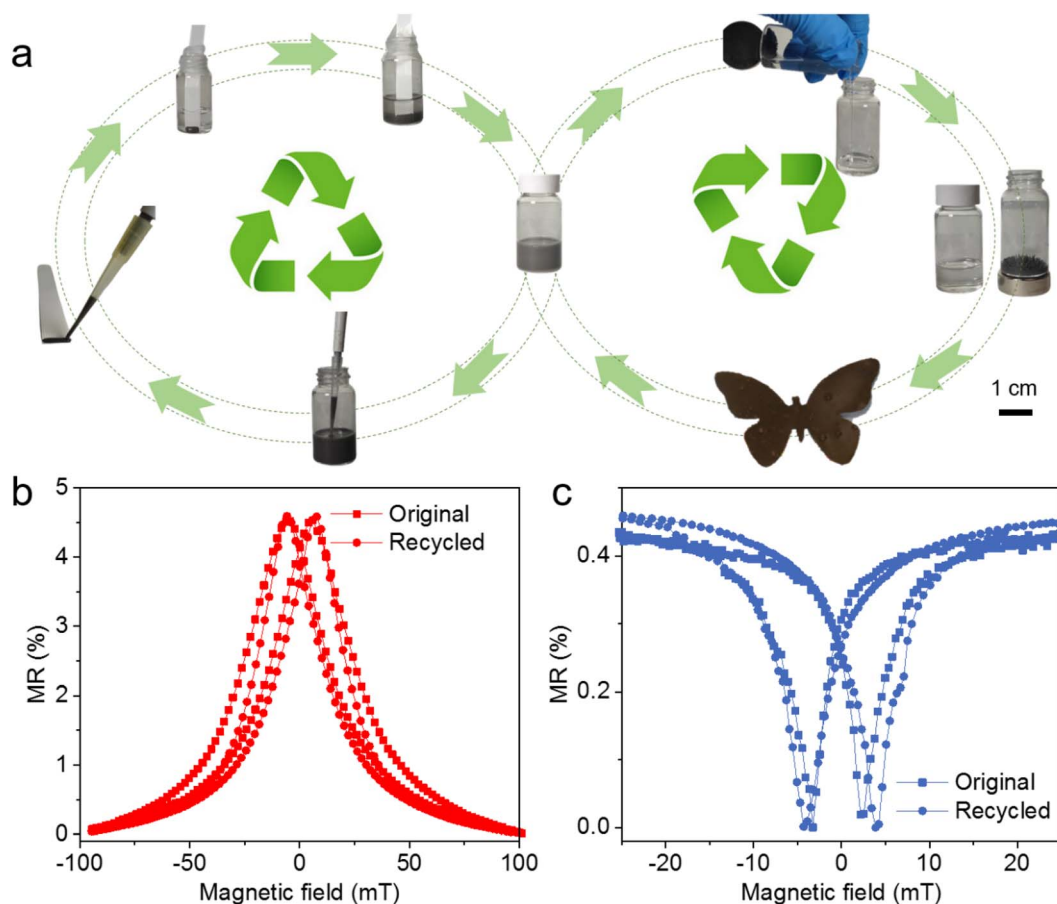 a
1 cm
b
5
4
3
2
1
0
MR (%)
Original
Recycled
-100
-50
0
50
100
Magnetic field (mT)
c
0.4
0.2
0.0
MR (%)
Original
Recycled
-20
-10
0
10
20
Magnetic field (mT)